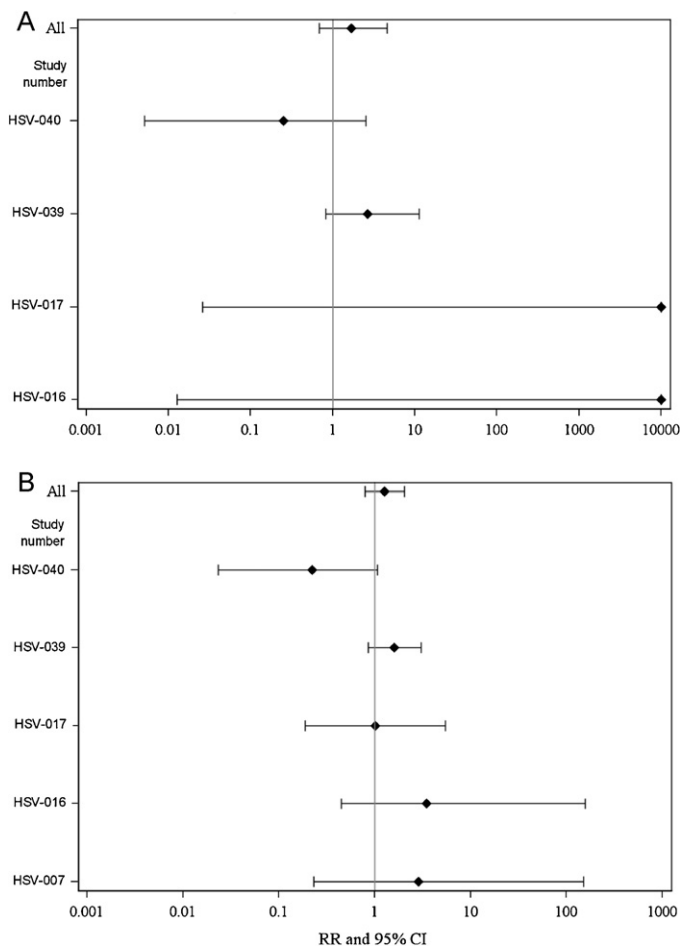 A
All
Study
number
HSV-040
HSV-039
HSV-017
HSV-016
0.001 0.01 0.1 1 10 100 1000 10000
B
All
Study
number
HSV-040
HSV-039
HSV-017
HSV-016
HSV-007
0.001 0.01 0.1 1 10 100 1000
RR and 95% CI